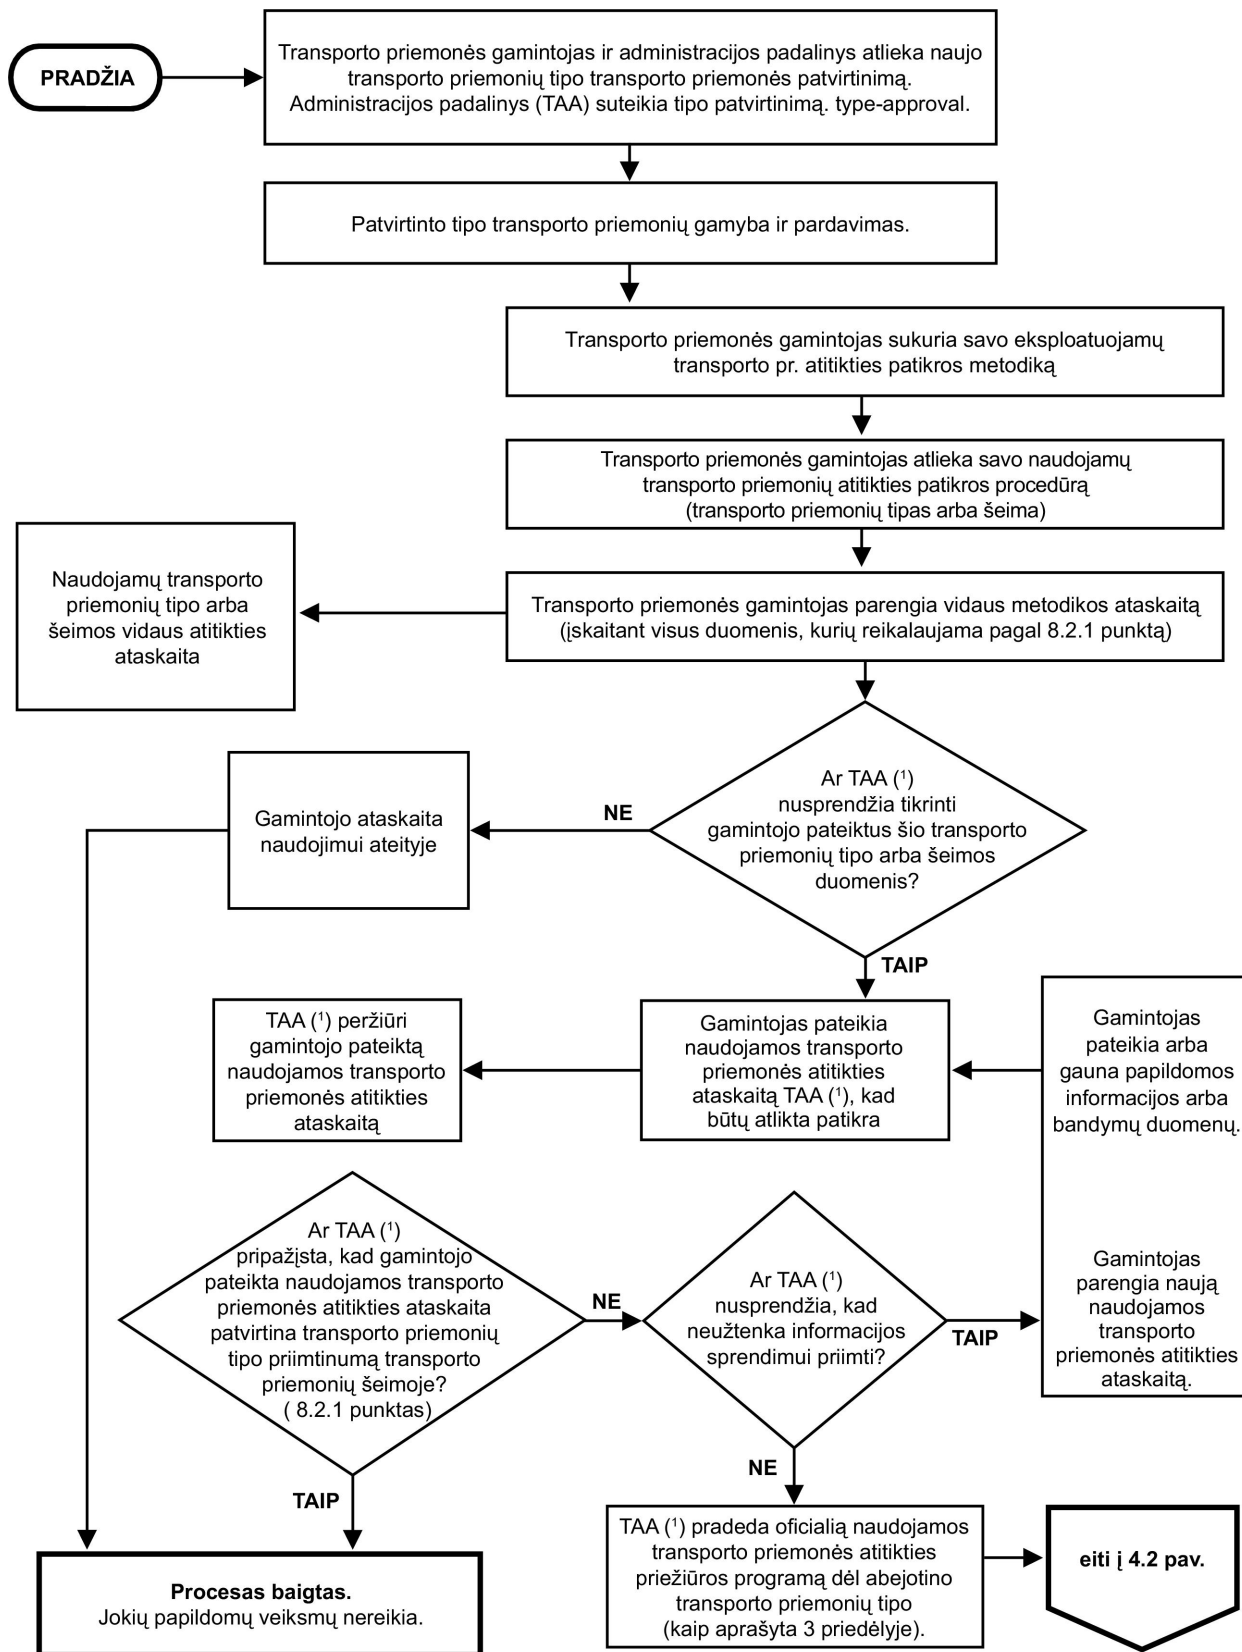 PRADŽIA
Transporto priemonės gamintojas ir administracijos padalinys atlieka naujo
transporto priemonių tipo transporto priemonės patvirtinimą.
Administracijos padalinys (TAA) suteikia tipo patvirtinimą. type-approval.
Patvirtinto tipo transporto priemonių gamyba ir pardavimas.
Transporto priemonės gamintojas sukuria savo eksploatuojamų
transporto pr. atitikties patikros metodiką
Transporto priemonės gamintojas atlieka savo naudojamų
transporto priemonių atitikties patikros procedūrą
(transporto priemonių tipas arba šeima)
Naudojamų transporto
priemonių tipo arba
šeimos vidaus atitikties
ataskaita
Transporto priemonės gamintojas parengia vidaus metodikos ataskaitą
(įskaitant visus duomenis, kurių reikalaujama pagal 8.2.1 punktą)
Ar TAA (¹)
nusprendžia tikrinti
gamintojo pateiktus šio transporto
priemonių tipo arba šeimos
duomenis?
NE
Gamintojo ataskaita
naudojimui ateityje
TAIP
TAA (¹) peržiūri
gamintojo pateiktą
naudojamos transporto
priemonės atitikties
ataskaitą
Gamintojas pateikia
naudojamos transporto
priemonės atitikties
ataskaitą TAA (¹), kad
būtų atlikta patikra
Gamintojas
pateikia arba
gauna papildomos
informacijos arba
bandymų duomenų.
Gamintojas
parengia naują
naudojamos
transporto
priemonės atitikties
ataskaitą.
Ar TAA (¹)
pripažįsta, kad gamintojo
pateikta naudojamos transporto
priemonės atitikties ataskaita
patvirtina transporto priemonių
tipo priimtinumą transporto
priemonių šeimoje?
( 8.2.1 punktas)
NE
Ar TAA (¹)
nusprendžia, kad
neužtenka informacijos
sprendimui priimti?
TAIP
NE
TAIP
Procesas baigtas.
Jokių papildomų veiksmų nereikia.
TAA (¹) pradeda oficialią naudojamos
transporto priemonės atitikties
priežiūros programą dėl abejotino
transporto priemonių tipo
(kaip aprašyta 3 priedėlyje).
eiti į 4.2 pav.